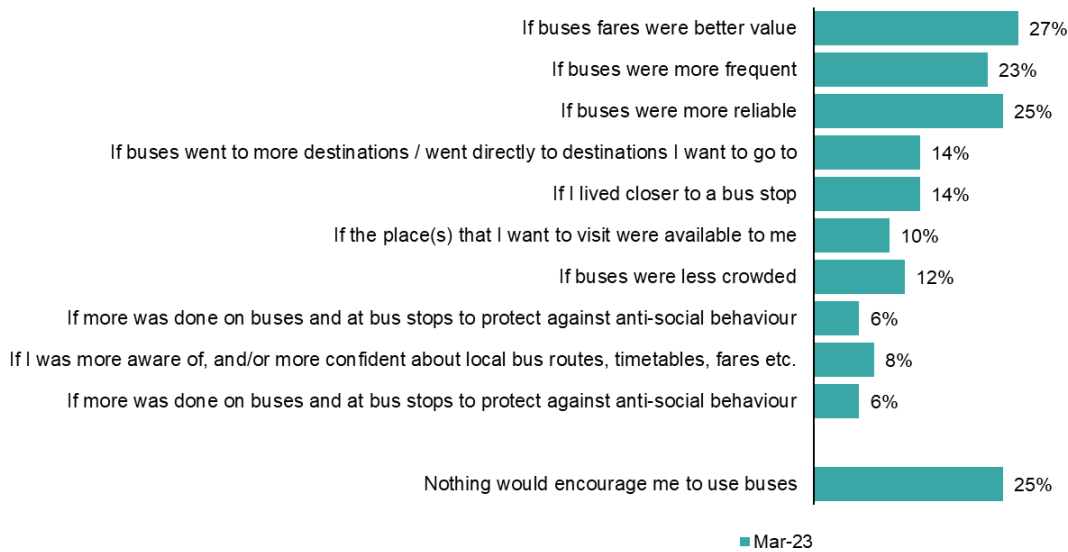 If buses fares were better value 27%
If buses were more frequent 23%
If buses were more reliable 25%
If buses went to more destinations / went directly to destinations I want to go to 14%
If I lived closer to a bus stop 14%
If the place(s) that I want to visit were available to me 10%
If buses were less crowded 12%
If more was done on buses and at bus stops to protect against anti-social behaviour 6%
If I was more aware of, and/or more confident about local bus routes, timetables, fares etc. 8%
If more was done on buses and at bus stops to protect against anti-social behaviour 6%
Nothing would encourage me to use buses 25%
Mar-23